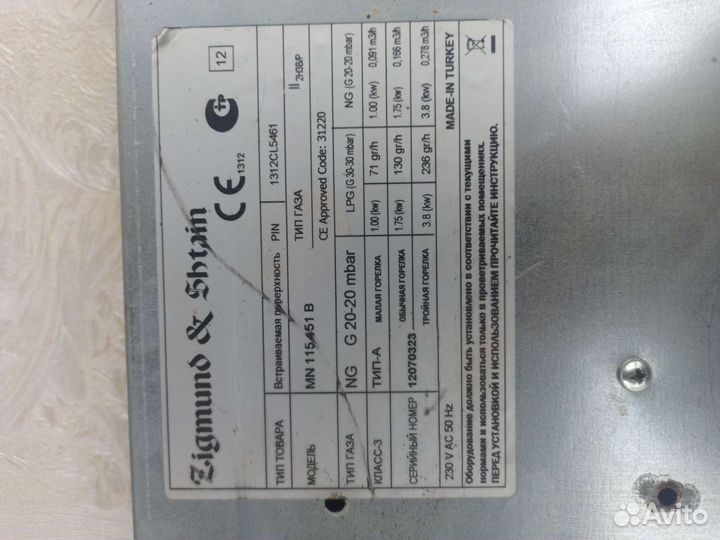 Zigmund & Shtain
CE 1312
TP
12
ТИП ТОВАРА Встраиваемая поверхность PIN 1312CL5461
МОДЕЛЬ MN 115.451 B ТИП ГАЗА II 2H3B/P
CE Approved Code: 31220
ТИП ГАЗА NG G 20-20 mbar LPG (G 30-30 mbar) NG (G 20-20 mbar)
КЛАСС-3 ТИП-А МАЛАЯ ГОРЕЛКА 1.00 (kw) 71 gr/h 1.00 (kw) 0,091 m3/h
ОБЫЧНАЯ ГОРЕЛКА 1.75 (kw) 130 gr/h 1.75 (kw) 0,166 m3/h
СЕРИЙНЫЙ НОМЕР 12070323 ТРОЙНАЯ ГОРЕЛКА 3.8 (kw) 236 gr/h 3.8 (kw) 0,278 m3/h
230 V AC 50 Hz MADE-IN TURKEY
Оборудование должно быть установлено в соответствии с текущими
нормами и использоваться только в проветриваемых помещениях.
ПЕРЕД УСТАНОВКОЙ И ИСПОЛЬЗОВАНИЕМ ПРОЧИТАЙТЕ ИНСТРУКЦИЮ.
Avito